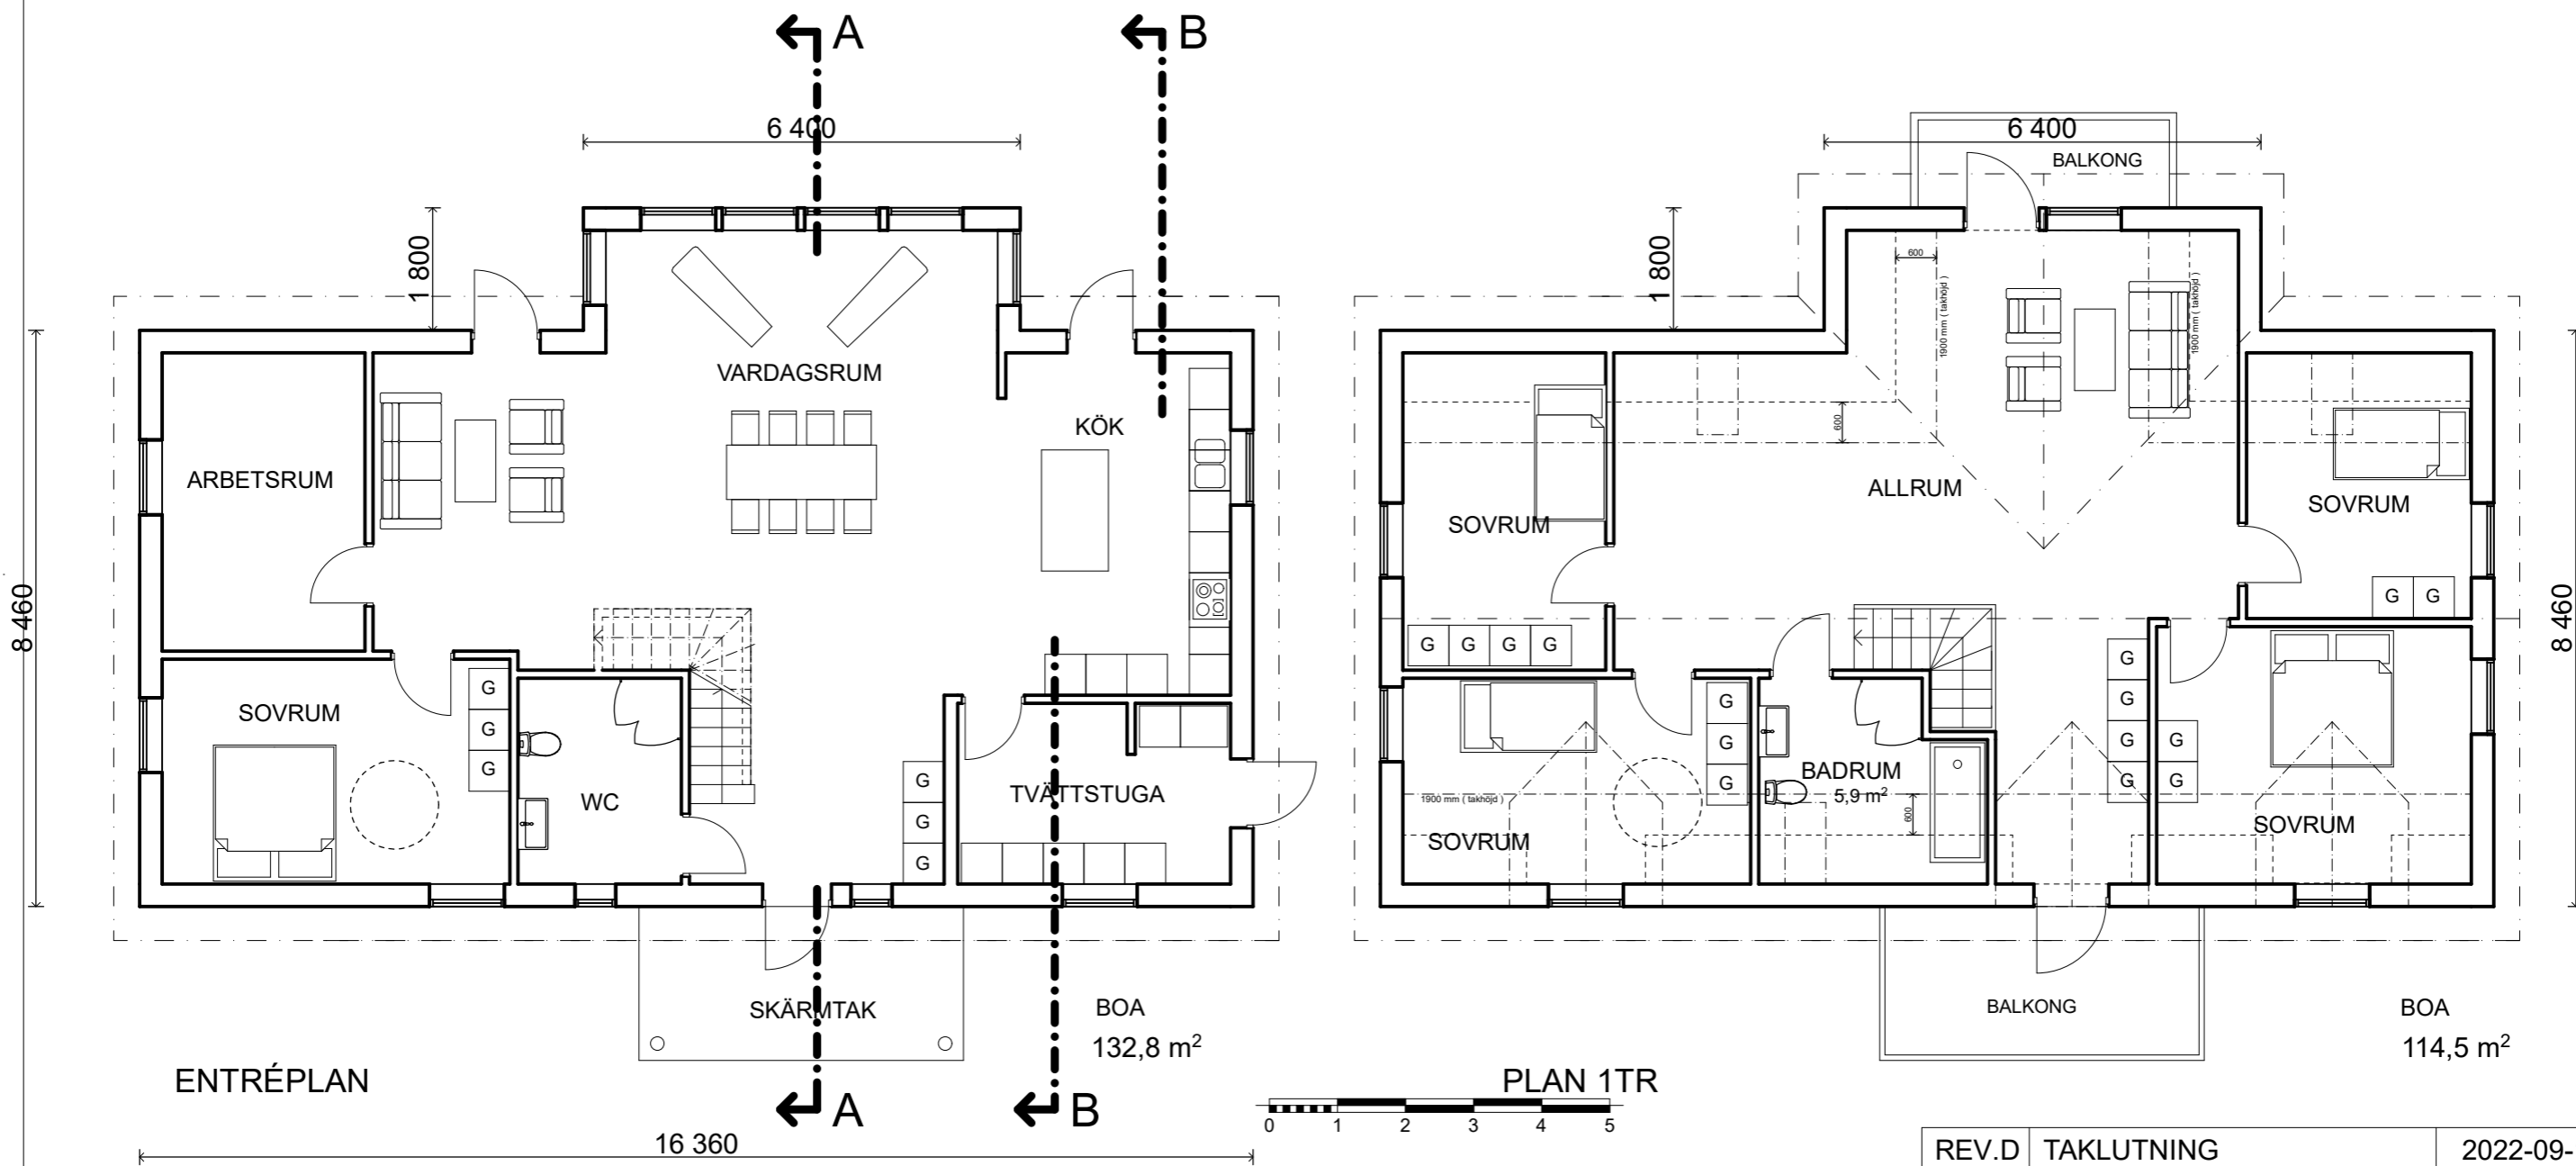 A
B
6 400
6 400
BALKONG
1 800
1 800
600
1900 mm ( takhöjd )
1900 mm ( takhöjd )
VARDAGSRUM
KÖK
600
ARBETSRUM
ALLRUM
SOVRUM
SOVRUM
8 460
8 460
G G
G G G G
G
G
G
G
G
G
G
G
G
G
G
G
G
SOVRUM
WC
G
G
G
TVÄTTSTUGA
BADRUM
5,9 m²
600
1900 mm ( takhöjd )
SOVRUM
SOVRUM
SKÄRMTAK
BOA
132,8 m²
BALKONG
BOA
114,5 m²
ENTRÉPLAN
PLAN 1TR
A
B
0 1 2 3 4 5
16 360
REV.D TAKLUTNING 2022-09-